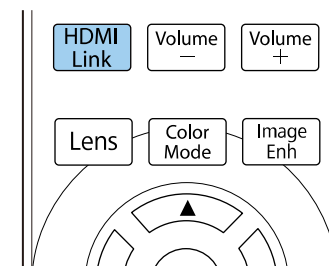 HDMI
Link
Volume
−
Volume
+
Lens
Color
Mode
Image
Enh